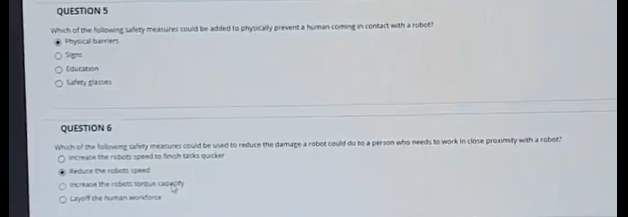 QUESTION 5
Which of the following safety measures could be added to physically prevent a human coming in contact with a robot?
Physical barriers
Signs
Education
Safety glasses
QUESTION 6
Which of the following safety measures could be used to reduce the damage a robot could do to a person who needs to work in close proximity with a robot?
Increase the robots speed to finish tasks quicker
Reduce the robots speed
Increase the robots torque capacity
Layoff the human workforce